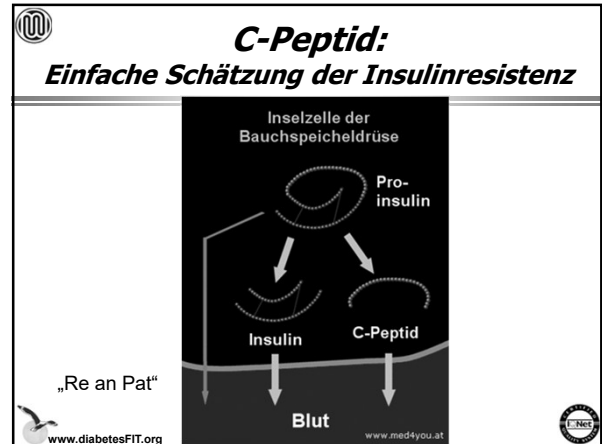 C-Peptid:
Einfache Schätzung der Insulinresistenz
Inselzelle der
Bauchspeicheldrüse
Pro-
insulin
Insulin
C-Peptid
„Re an Pat“
Blut
www.med4you.at
www.diabetesFIT.org